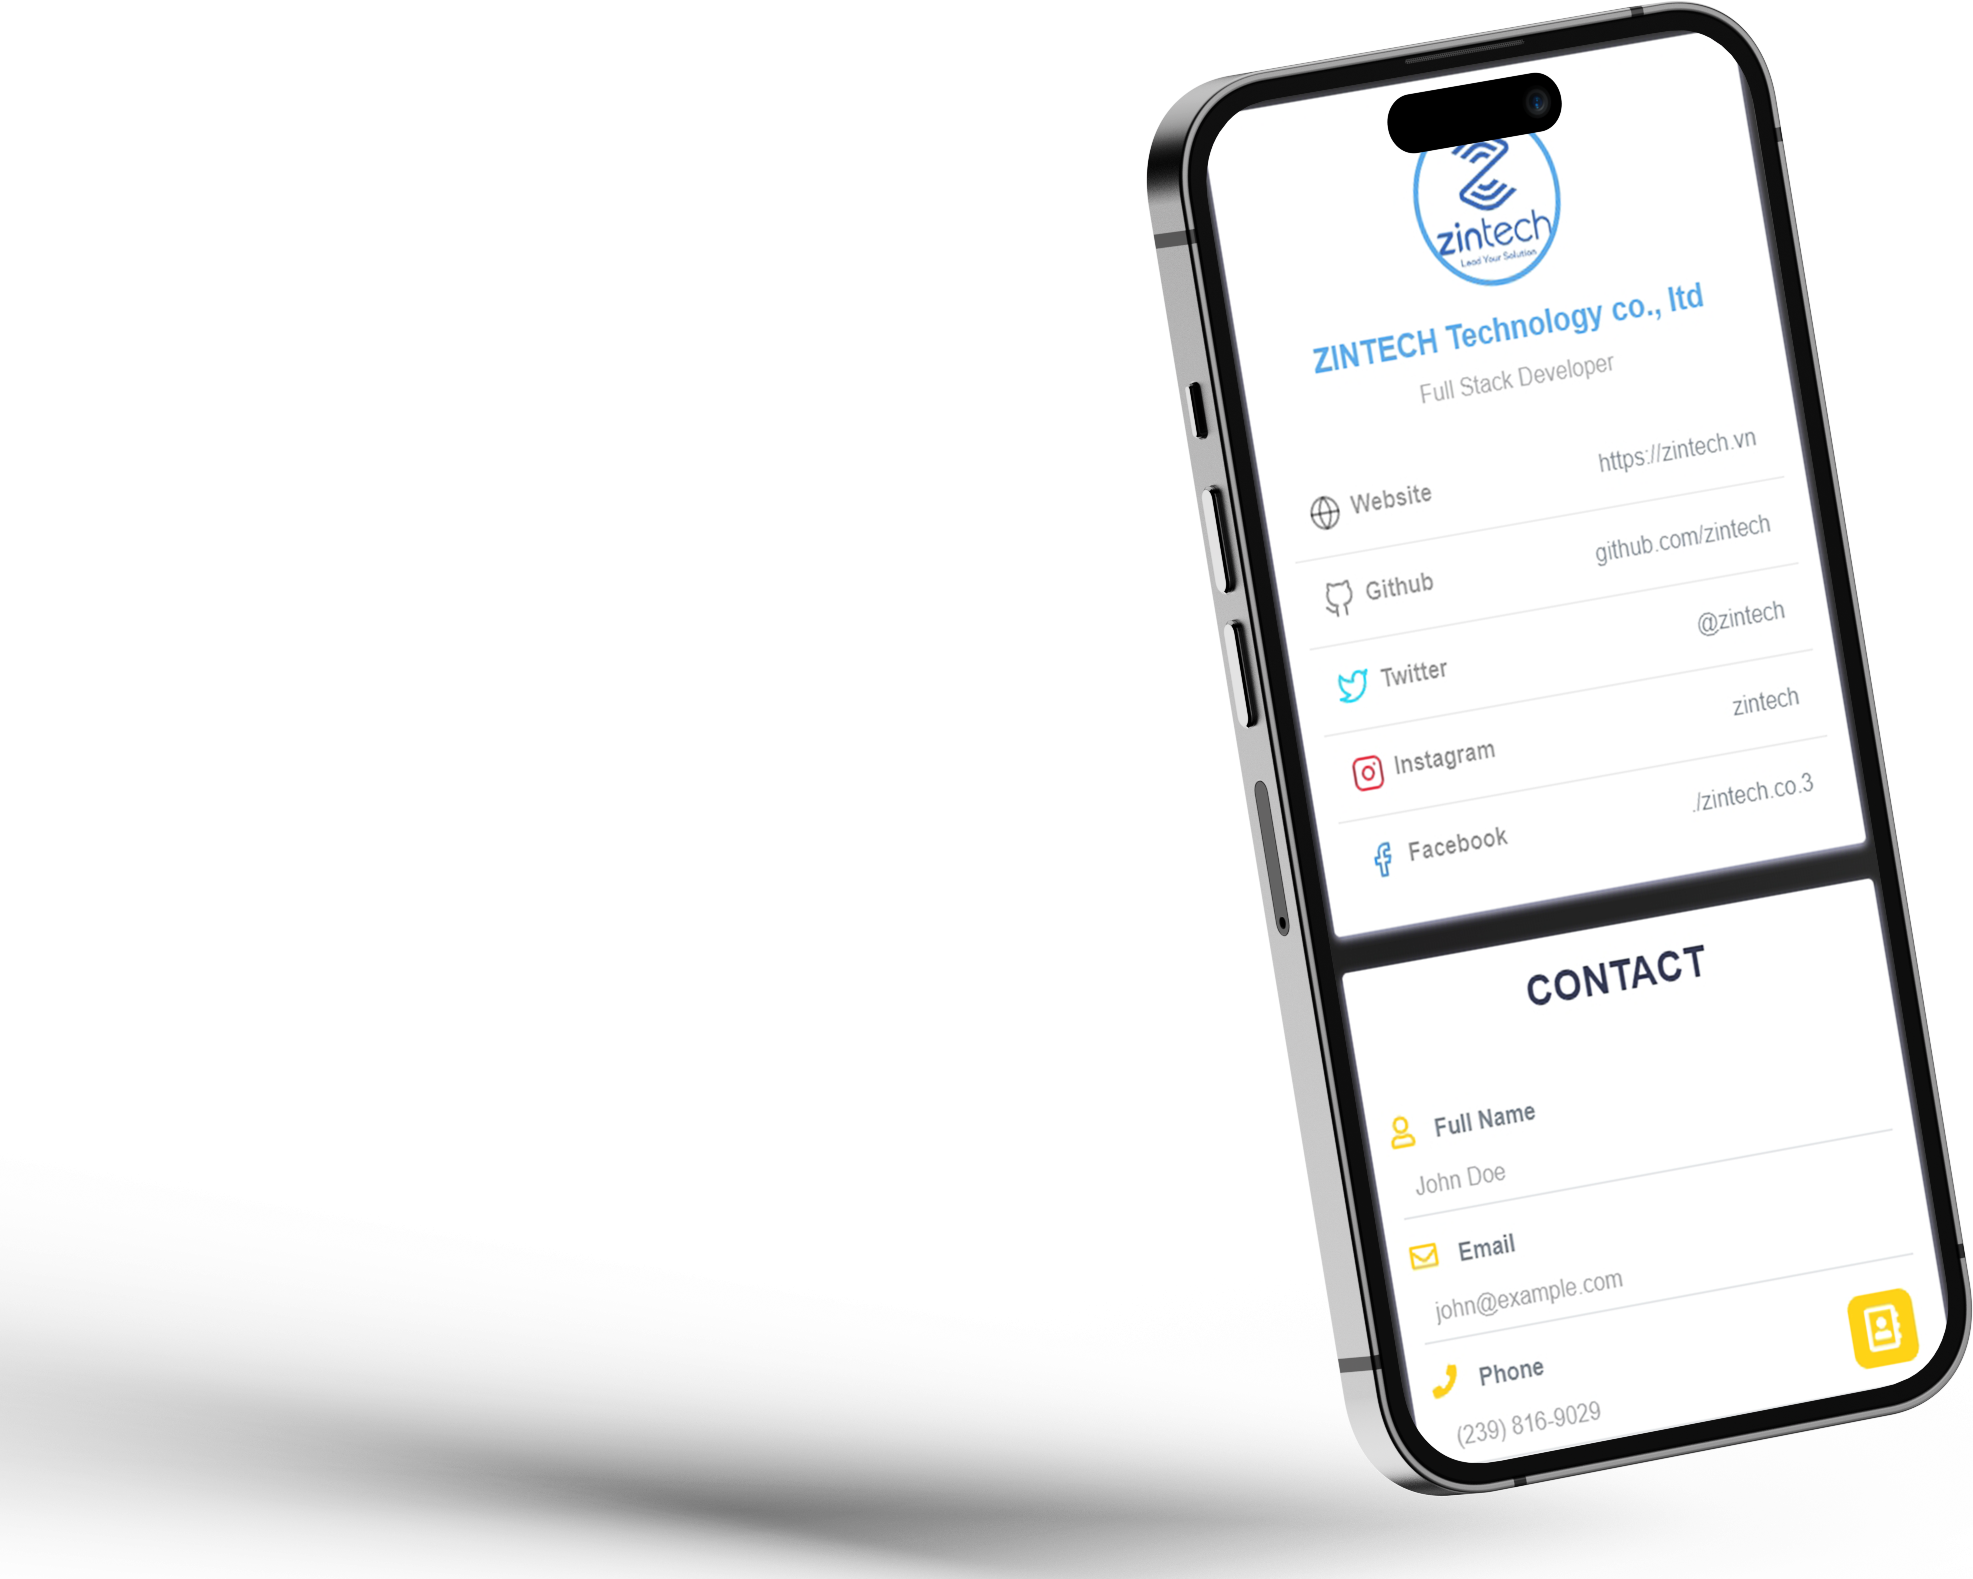 zintech
Lead Your Solution
ZINTECH Technology co., ltd
Full Stack Developer
Website https://zintech.vn
Github github.com/zintech
Twitter @zintech
Instagram zintech
Facebook ./zintech.co.3
CONTACT
Full Name
John Doe
Email
john@example.com
Phone
(239) 816-9029